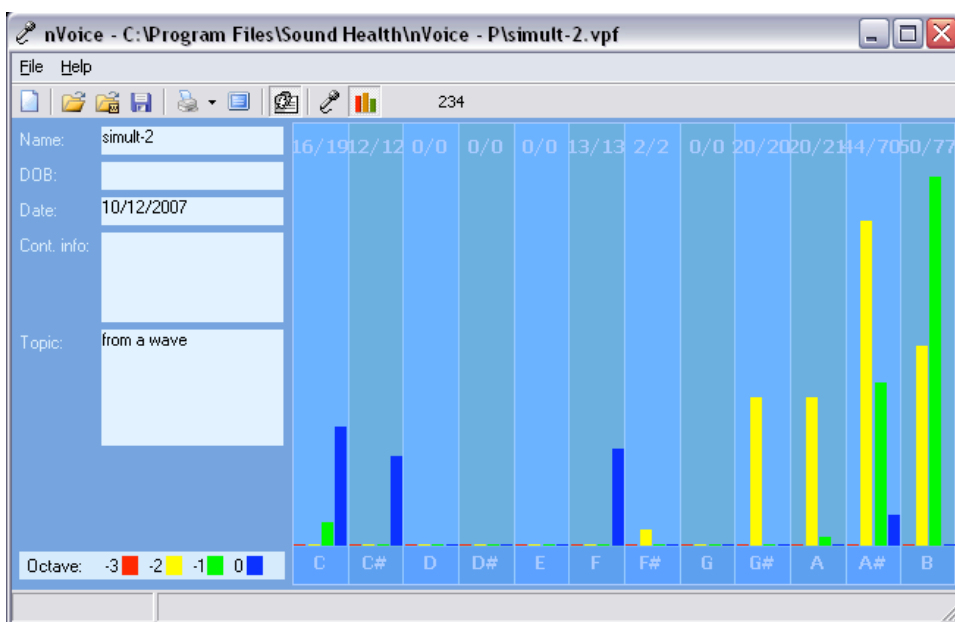 nVoice - C:\Program Files\Sound Health\nVoice - P\simult-2.vpf
File Help
234
Name: simult-2
DOB:
Date: 10/12/2007
Cont. info:
Topic: from a wave
16/19 12/12 0/0 0/0 0/0 13/13 2/2 0/0 20/20 20/21 44/70 50/77
C C# D D# E F F# G G# A A# B
Octave: -3 -2 -1 0